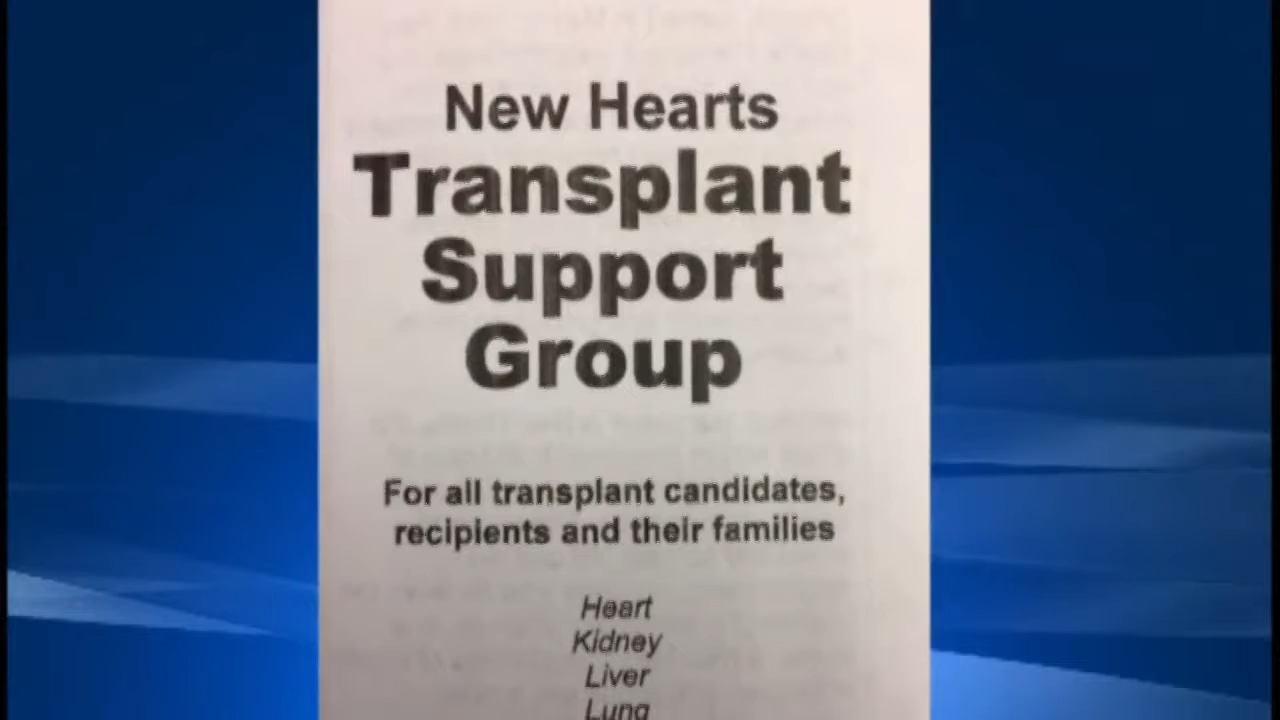 New Hearts
Transplant
Support
Group
For all transplant candidates,
recipients and their families
Heart
Kidney
Liver
Lung